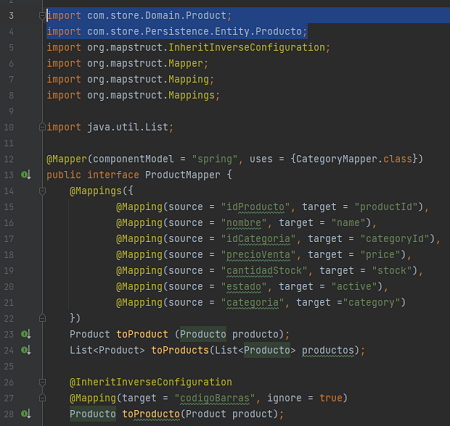 3 import com.store.Domain.Product;
4 import com.store.Persistence.Entity.Producto;
5 import org.mapstruct.InheritInverseConfiguration;
6 import org.mapstruct.Mapper;
7 import org.mapstruct.Mapping;
8 import org.mapstruct.Mappings;
9
10 import java.util.List;
11
12 @Mapper(componentModel = "spring", uses = {CategoryMapper.class})
13 public interface ProductMapper {
14 @Mappings({
15 @Mapping(source = "idProducto", target = "productId"),
16 @Mapping(source = "nombre", target = "name"),
17 @Mapping(source = "idCategoria", target = "categoryId"),
18 @Mapping(source = "precioVenta", target = "price"),
19 @Mapping(source = "cantidadStock", target = "stock"),
20 @Mapping(source = "estado", target = "active"),
21 @Mapping(source = "categoria", target ="category")
22 })
23 Product toProduct (Producto producto);
24 List<Product> toProducts(List<Producto> productos);
25
26 @InheritInverseConfiguration
27 @Mapping(target = "codigoBarras", ignore = true)
28 Producto toProducto(Product product);